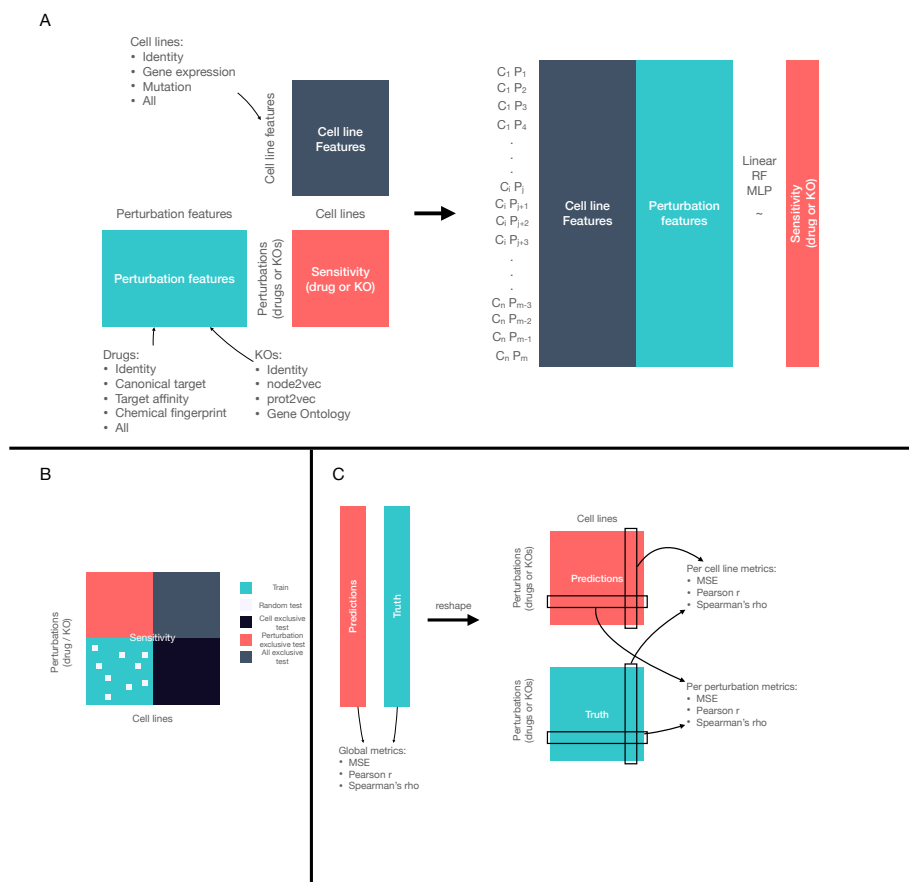 A
Cell lines:
• Identity
• Gene expression
• Mutation
• All
Cell line features
Cell line
Features
Perturbation features
Cell lines
Perturbation features
Perturbations
(drugs or KOs)
Sensitivity
(drug or KO)
Drugs:
• Identity
• Canonical target
• Target affinity
• Chemical fingerprint
• All
KOs:
• Identity
• node2vec
• prot2vec
• Gene Ontology
C₁ P₁
C₁ P₂
C₁ P₃
C₁ P₄
.
.
.
Cᵢ Pⱼ
Cᵢ Pⱼ₊₁
Cᵢ Pⱼ₊₂
Cᵢ Pⱼ₊₃
.
.
.
Cₙ Pₘ₋₃
Cₙ Pₘ₋₂
Cₙ Pₘ₋₁
Cₙ Pₘ
Cell line
Features
Perturbation
features
Linear
RF
MLP
~
Sensitivity
(drug or KO)
B
Perturbations
(drug / KO)
Sensitivity
Cell lines
Train
Random test
Cell exclusive
test
Perturbation
exclusive test
All exclusive
test
C
Predictions
Truth
Global metrics:
• MSE
• Pearson r
• Spearman's rho
reshape
Cell lines
Perturbations
(drugs or KOs)
Predictions
Per cell line metrics:
• MSE
• Pearson r
• Spearman's rho
Perturbations
(drugs or KOs)
Truth
Per perturbation metrics:
• MSE
• Pearson r
• Spearman's rho